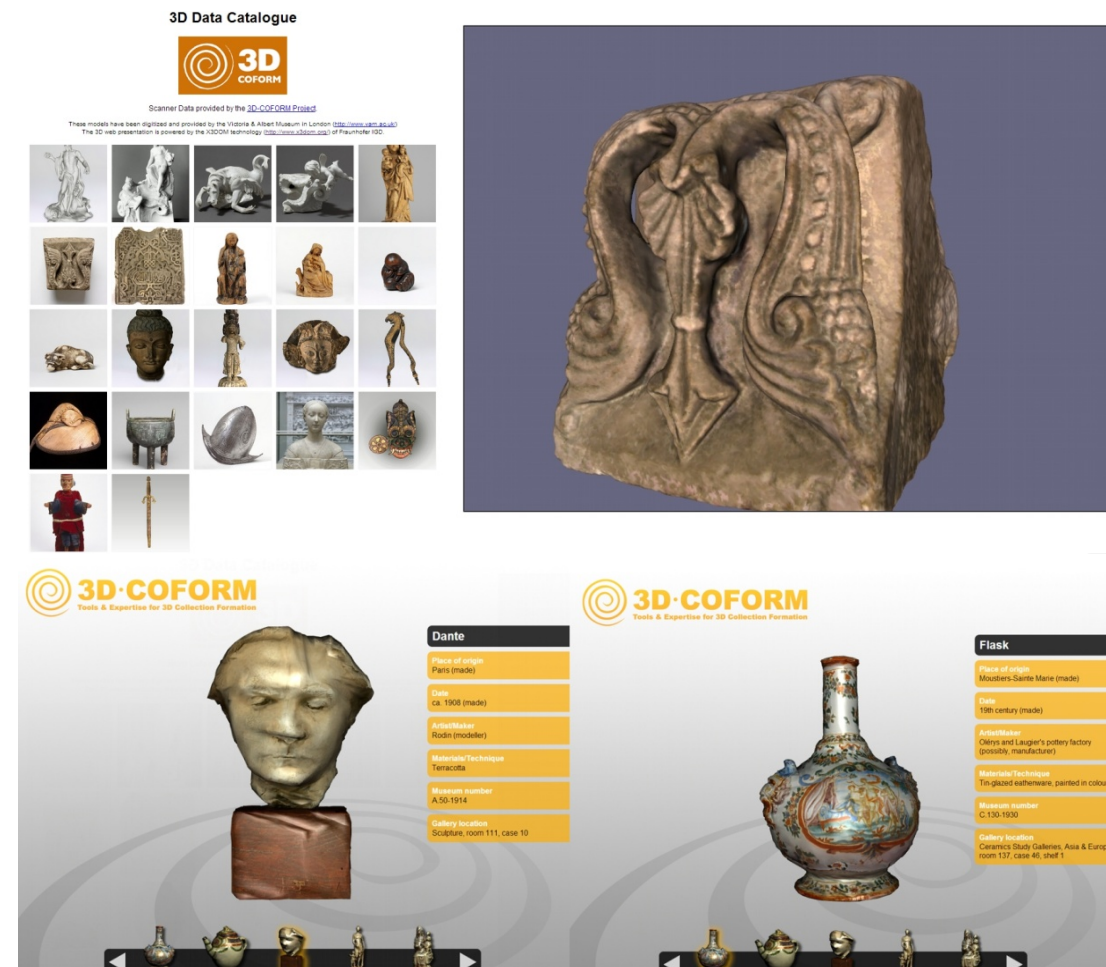 3D Data Catalogue
3D
COFORM
Scanner Data provided by the 3D-COFORM Project
These models have been digitized and provided by the Victoria & Albert Museum in London (http://www.vam.ac.uk/)
The 3D web presentation is powered by the X3DOM technology (http://www.x3dom.org/) of Fraunhofer IGD.
3D·COFORM
Tools & Expertise for 3D Collection Formation
Dante
Place of origin
Paris (made)
Date
ca. 1908 (made)
Artist/Maker
Rodin (modeller)
Materials/Technique
Terracotta
Museum number
A.50-1914
Gallery location
Sculpture, room 111, case 10
3D·COFORM
Tools & Expertise for 3D Collection Formation
Flask
Place of origin
Moustiers-Sainte Marie (made)
Date
19th century (made)
Artist/Maker
Olérys and Laugier's pottery factory
(possibly, manufacturer)
Materials/Technique
Tin-glazed eathenware, painted in colou
Museum number
C.130-1930
Gallery location
Ceramics Study Galleries, Asia & Europ
room 137, case 46, shelf 1